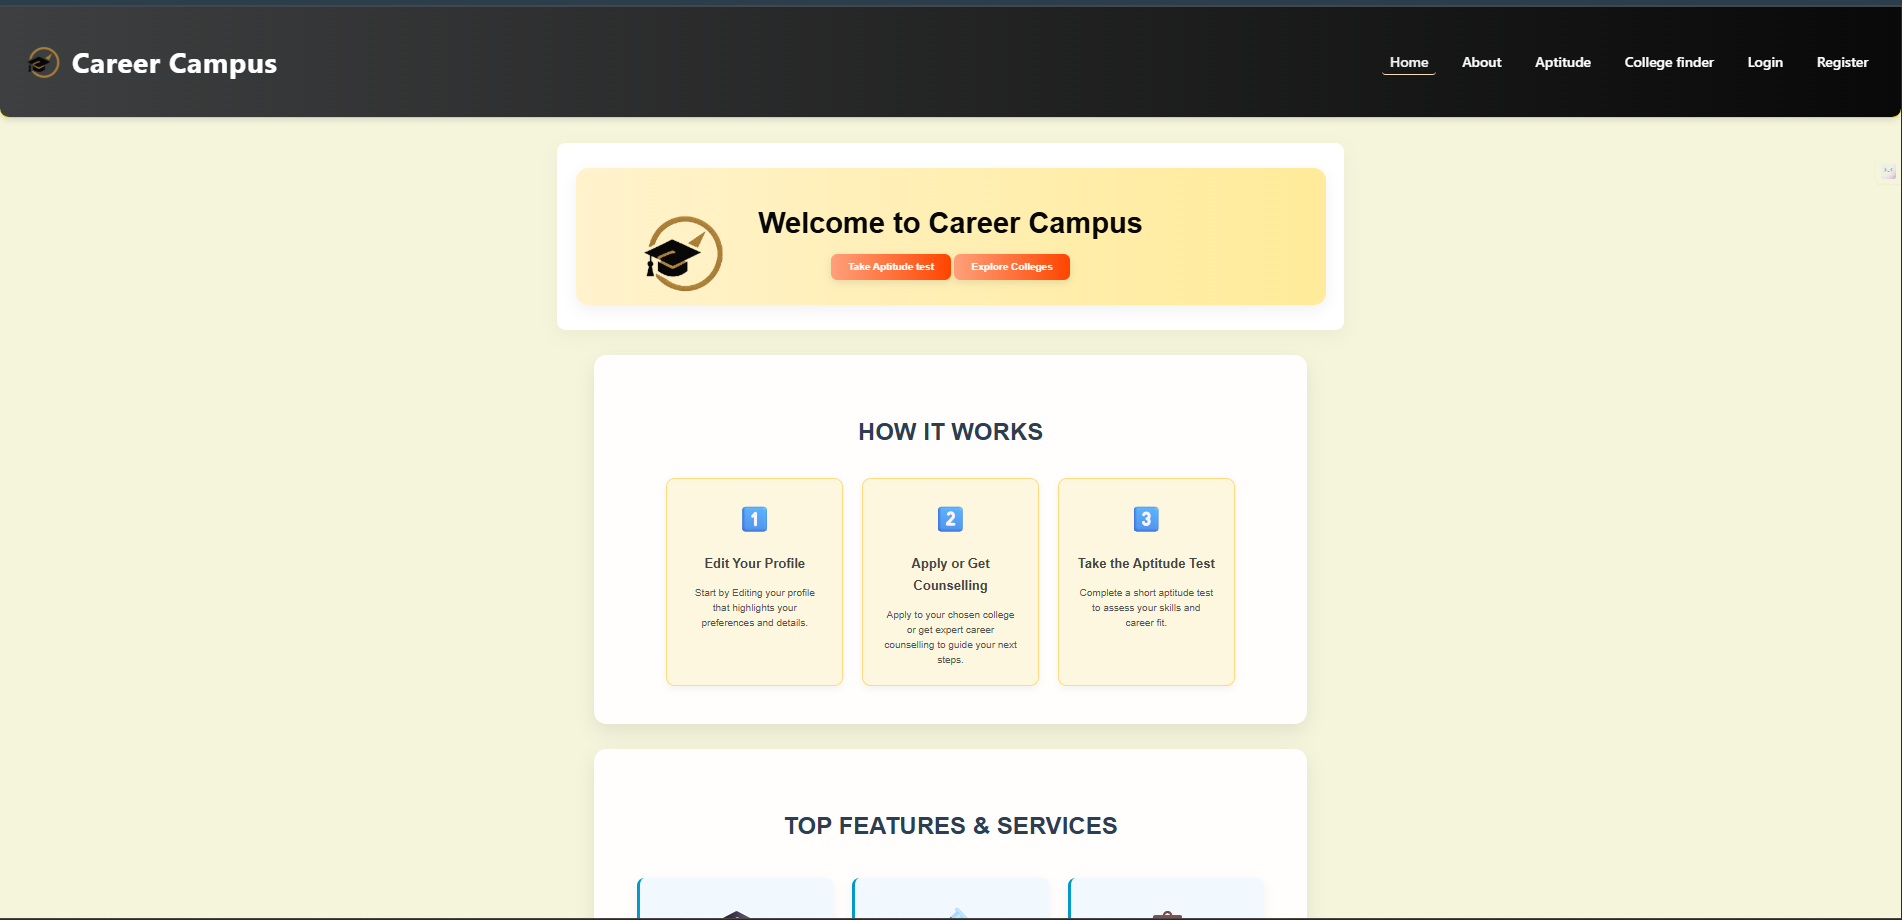 Career Campus
Home About Aptitude College finder Login Register
Welcome to Career Campus
Take Aptitude test Explore Colleges
HOW IT WORKS
1
Edit Your Profile
Start by Editing your profile
that highlights your
preferences and details.
2
Apply or Get
Counselling
Apply to your chosen college
or get expert career
counselling to guide your next
steps.
3
Take the Aptitude Test
Complete a short aptitude test
to assess your skills and
career fit.
TOP FEATURES & SERVICES